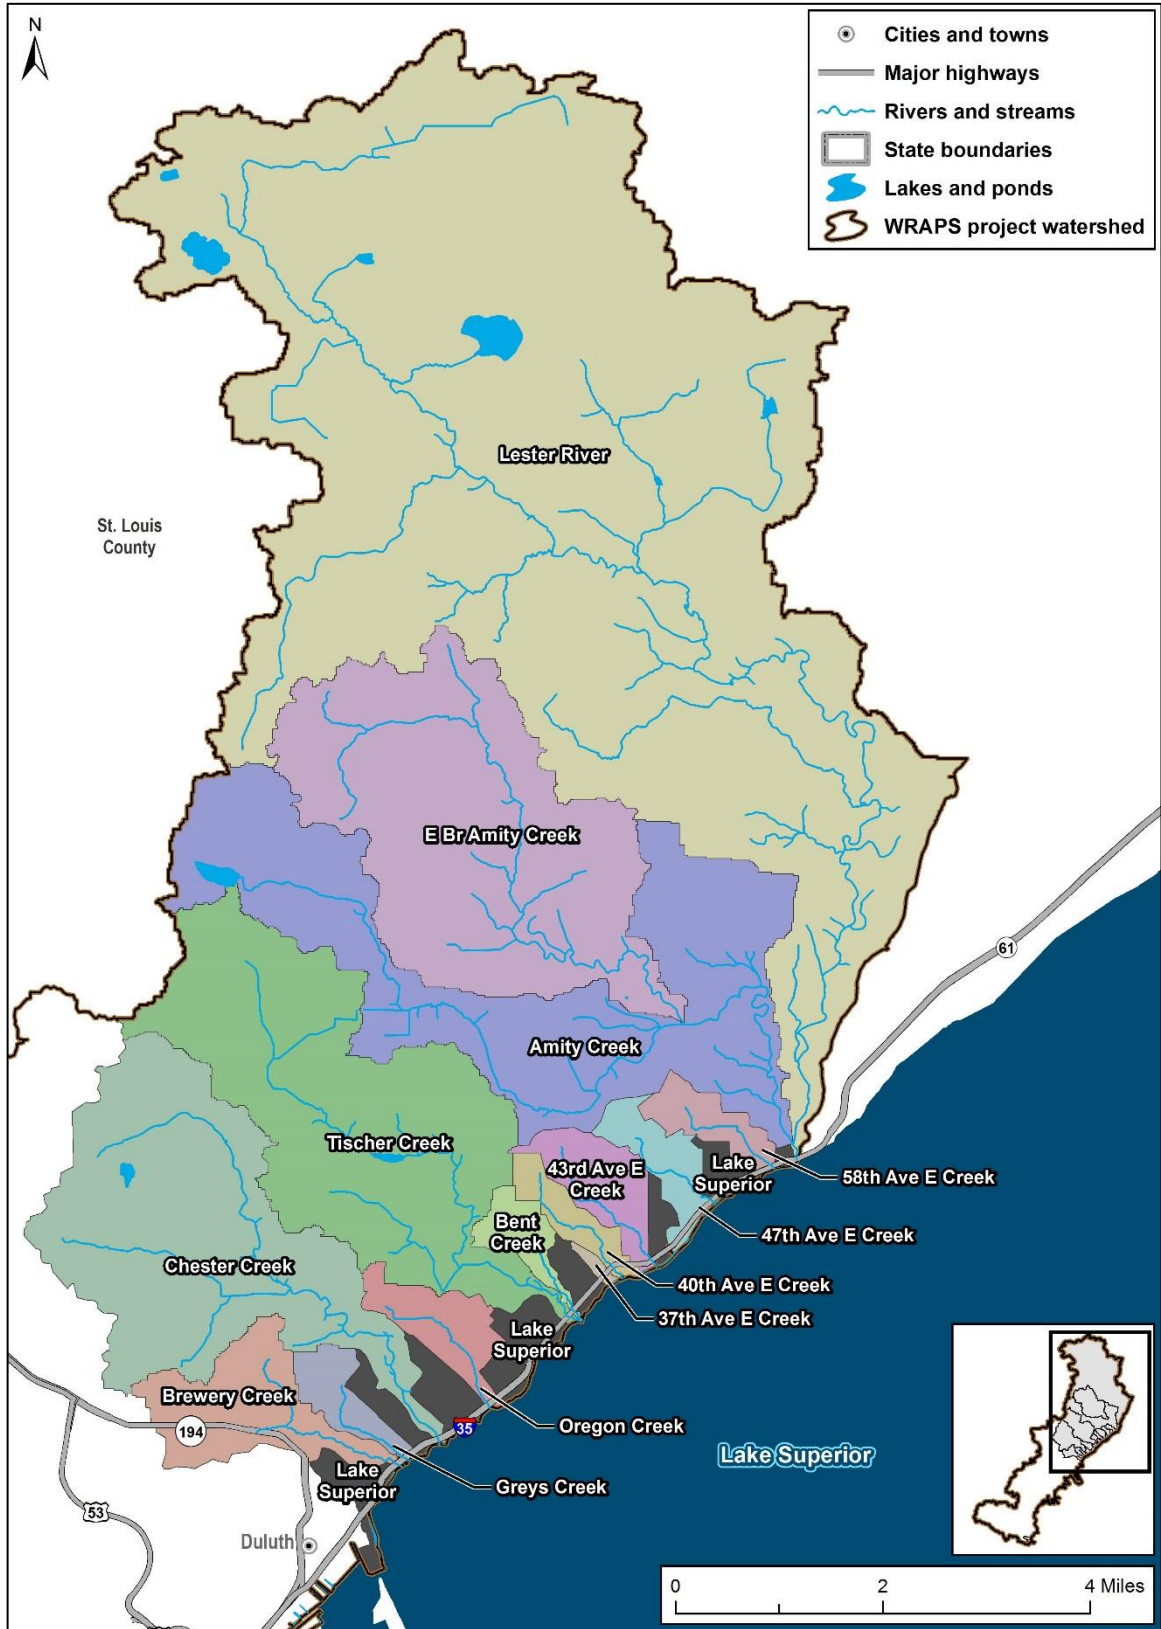 N
Cities and towns
Major highways
Rivers and streams
State boundaries
Lakes and ponds
WRAPS project watershed
Lester River
St. Louis
County
E Br Amity Creek
61
Amity Creek
Tischer Creek
43rd Ave E
Creek
Lake
Superior
58th Ave E Creek
Bent
Creek
47th Ave E Creek
Chester Creek
40th Ave E Creek
37th Ave E Creek
Lake
Superior
Brewery Creek
194
35
Oregon Creek
Lake Superior
Lake
Superior
Greys Creek
53
Duluth
0 2 4 Miles